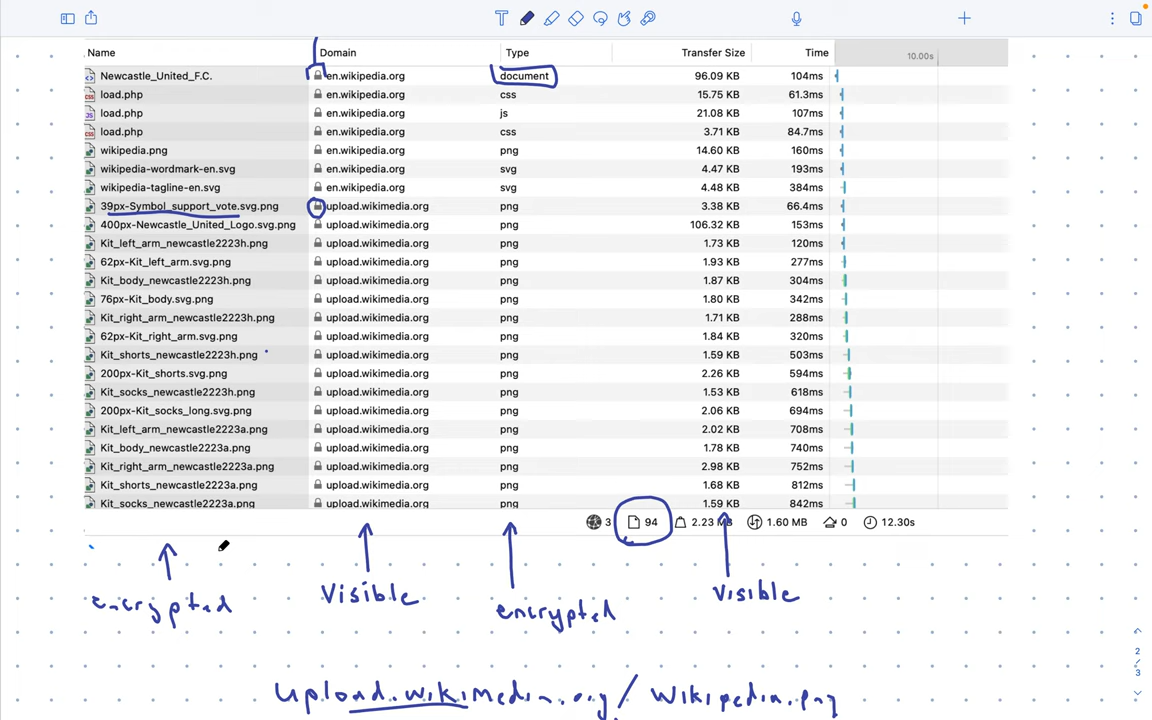 Name Domain Type Transfer Size Time 10.00s
Newcastle_United_F.C. en.wikipedia.org document 96.09 KB 104ms
load.php en.wikipedia.org css 15.75 KB 61.3ms
load.php en.wikipedia.org js 21.08 KB 107ms
load.php en.wikipedia.org css 3.71 KB 84.7ms
wikipedia.png en.wikipedia.org png 14.60 KB 160ms
wikipedia-wordmark-en.svg en.wikipedia.org svg 4.47 KB 193ms
wikipedia-tagline-en.svg en.wikipedia.org svg 4.48 KB 384ms
39px-Symbol_support_vote.svg.png upload.wikimedia.org png 3.38 KB 66.4ms
400px-Newcastle_United_Logo.svg.png upload.wikimedia.org png 106.32 KB 153ms
Kit_left_arm_newcastle2223h.png upload.wikimedia.org png 1.73 KB 120ms
62px-Kit_left_arm.svg.png upload.wikimedia.org png 1.93 KB 277ms
Kit_body_newcastle2223h.png upload.wikimedia.org png 1.87 KB 304ms
76px-Kit_body.svg.png upload.wikimedia.org png 1.80 KB 342ms
Kit_right_arm_newcastle2223h.png upload.wikimedia.org png 1.71 KB 288ms
62px-Kit_right_arm.svg.png upload.wikimedia.org png 1.84 KB 320ms
Kit_shorts_newcastle2223h.png upload.wikimedia.org png 1.59 KB 503ms
200px-Kit_shorts.svg.png upload.wikimedia.org png 2.26 KB 594ms
Kit_socks_newcastle2223h.png upload.wikimedia.org png 1.53 KB 618ms
200px-Kit_socks_long.svg.png upload.wikimedia.org png 2.06 KB 694ms
Kit_left_arm_newcastle2223a.png upload.wikimedia.org png 2.02 KB 708ms
Kit_body_newcastle2223a.png upload.wikimedia.org png 1.78 KB 740ms
Kit_right_arm_newcastle2223a.png upload.wikimedia.org png 2.98 KB 752ms
Kit_shorts_newcastle2223a.png upload.wikimedia.org png 1.68 KB 812ms
Kit_socks_newcastle2223a.png upload.wikimedia.org png 1.59 KB 842ms
3 94 2.23 MB 1.60 MB 0 12.30s
encrypted Visible encrypted Visible
upload.wikimedia.org/wikipedia.png
2
/
3